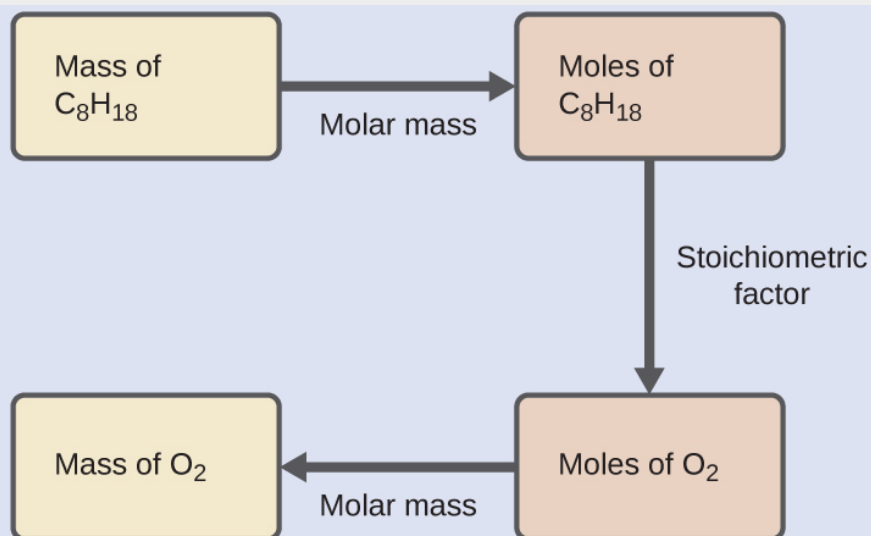 Mass of
C₈H₁₈
Molar mass
Moles of
C₈H₁₈
Stoichiometric
factor
Moles of O₂
Molar mass
Mass of O₂